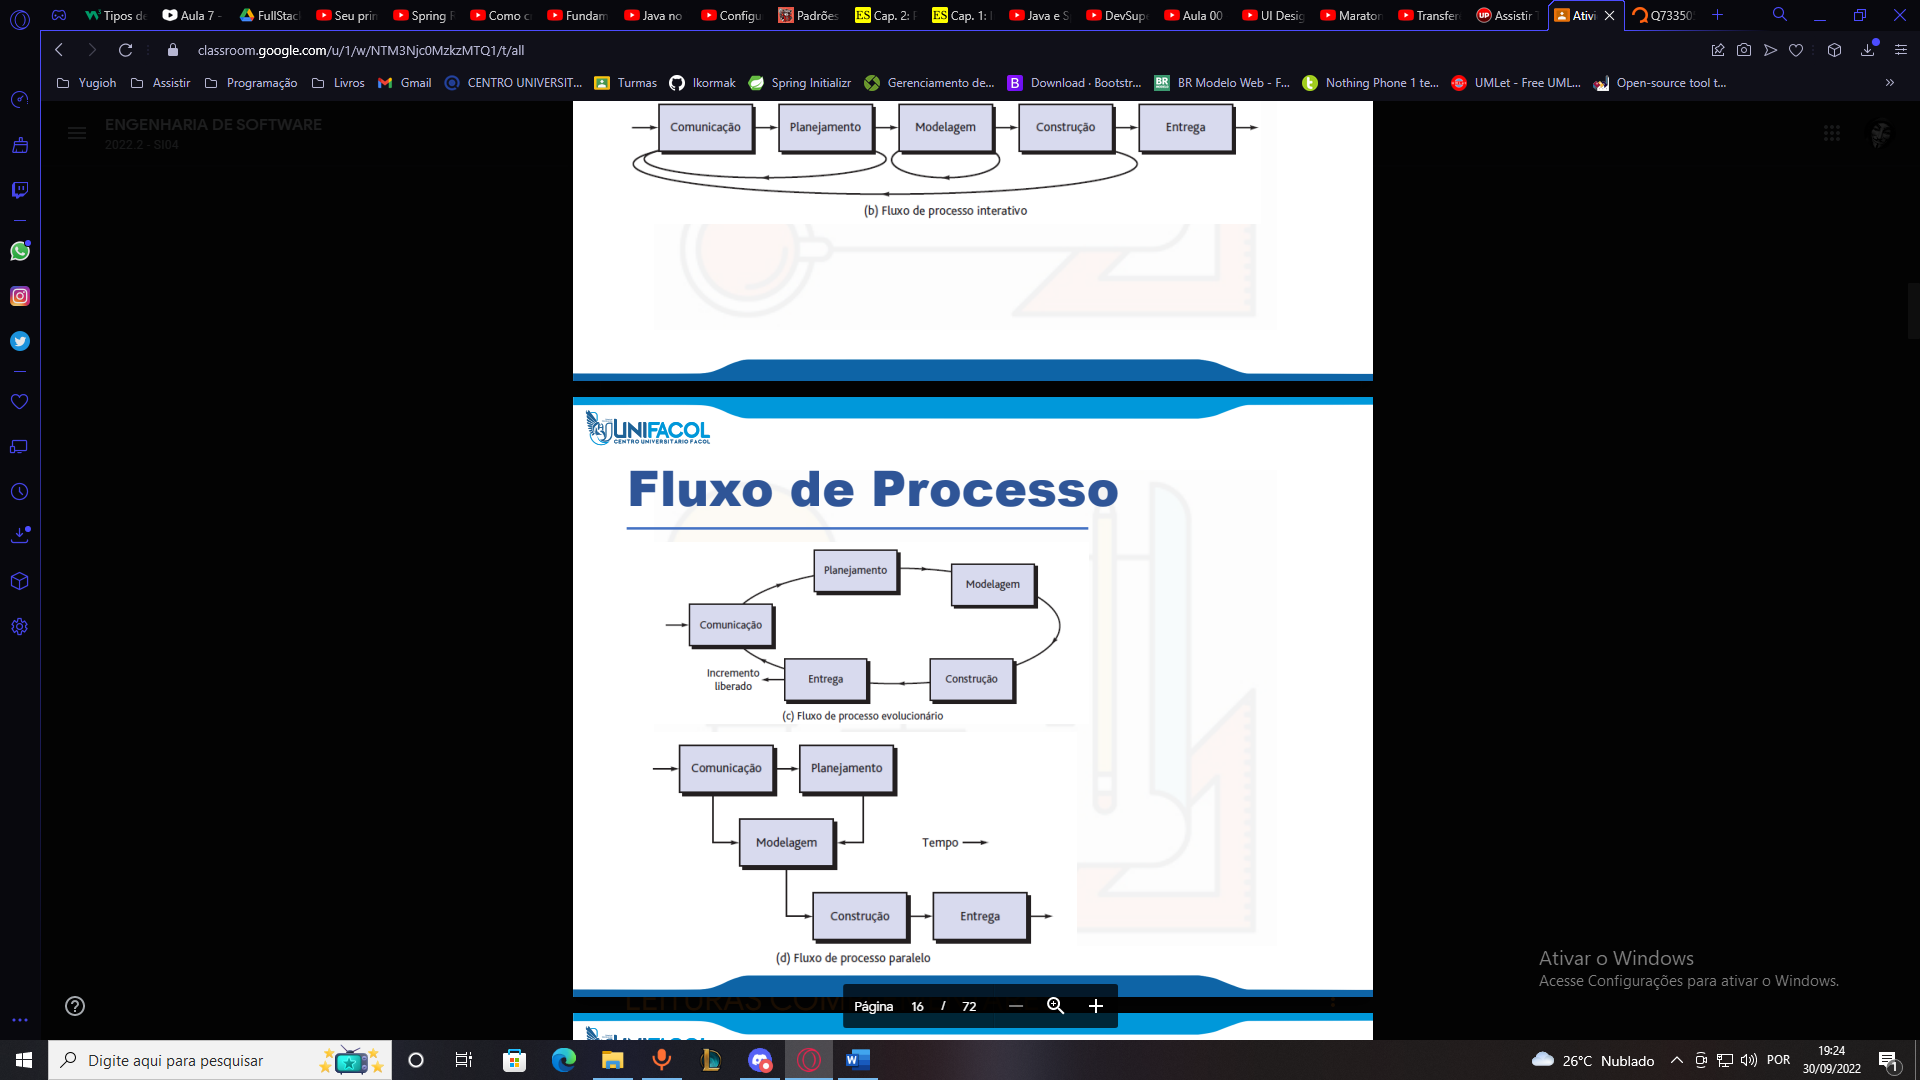 Tipos de
Aula 7 -
FullStac
Seu prin
Spring F
Como c
Fundam
Java no
Configu
Padrões
Cap. 2:
Cap. 1:
Java e S
DevSup
Aula 00
UI Desig
Maraton
Transfer
Assistir
Ativi
Q73350
classroom.google.com/u/1/w/NTM3Njc0MzkzMTQ1/t/all
Yugioh
Assistir
Programação
Livros
Gmail
CENTRO UNIVERSIT...
Turmas
Ikormak
Spring Initializr
Gerenciamento de...
Download · Bootstr...
BR Modelo Web - F...
Nothing Phone 1 te...
UMLet - Free UML...
Open-source tool t...
ENGENHARIA DE SOFTWARE
2022.2 - SI04
Comunicação
Planejamento
Modelagem
Construção
Entrega
(b) Fluxo de processo interativo
UNIFACOL
CENTRO UNIVERSITÁRIO FACOL
Fluxo de Processo
Planejamento
Modelagem
Comunicação
Incremento
liberado
Entrega
Construção
(c) Fluxo de processo evolucionário
Comunicação
Planejamento
Modelagem
Tempo
Construção
Entrega
(d) Fluxo de processo paralelo
Ativar o Windows
Acesse Configurações para ativar o Windows.
LEITURAS COM
Página 16 / 72
Digite aqui para pesquisar
26°C Nublado
POR
19:24
30/09/2022
1